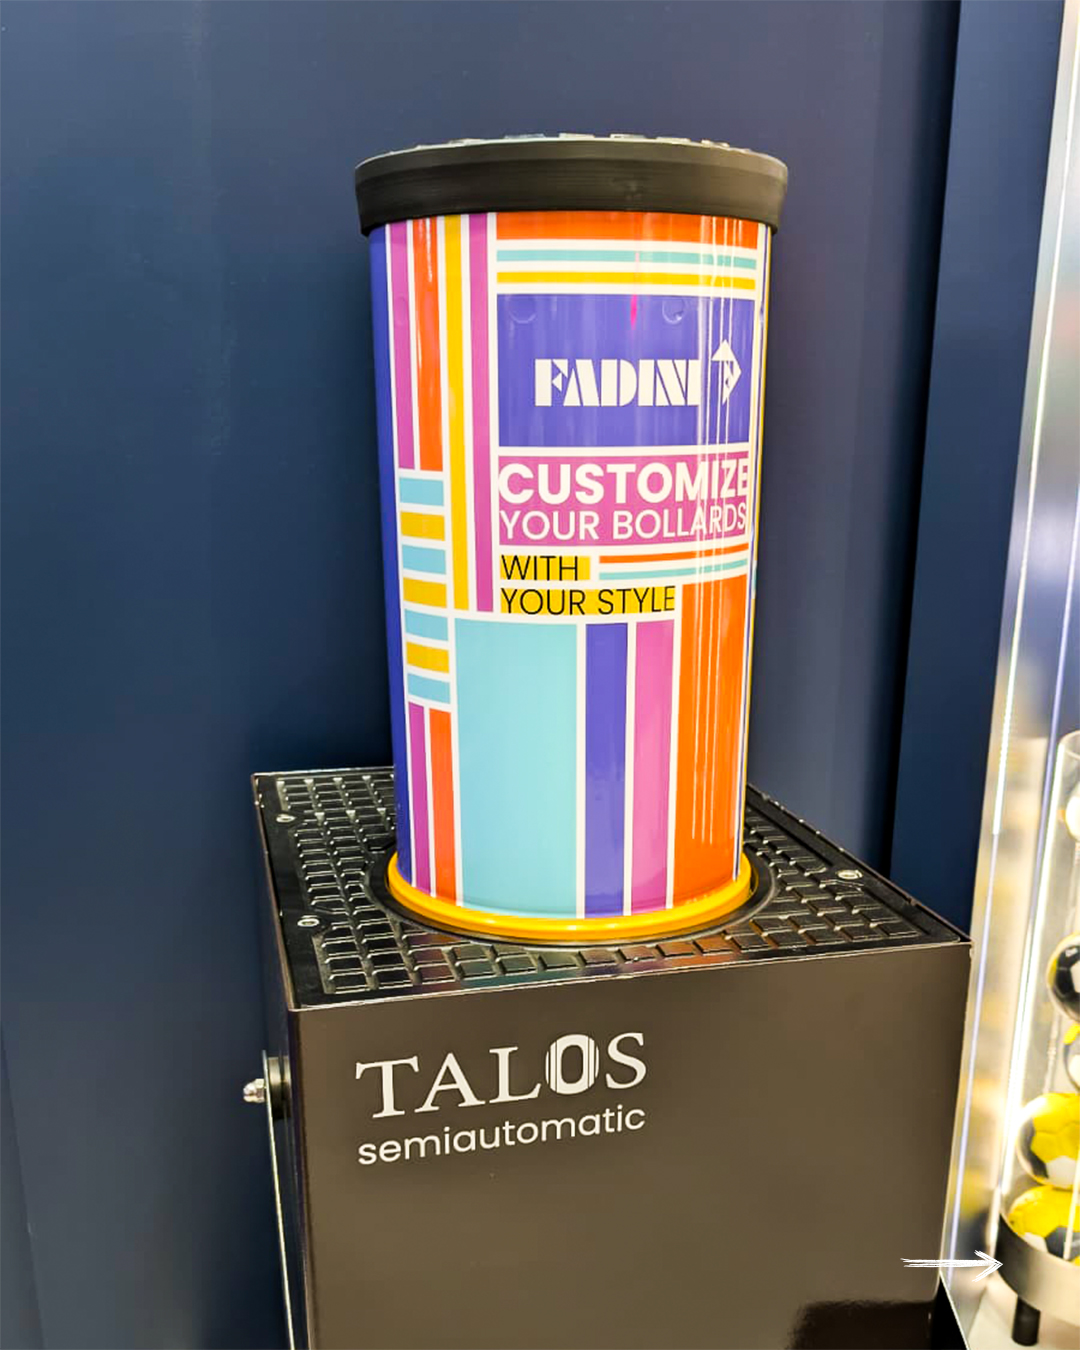 FADINI
CUSTOMIZE
YOUR BOLLARDS
WITH
YOUR STYLE
TALOS
semiautomatic